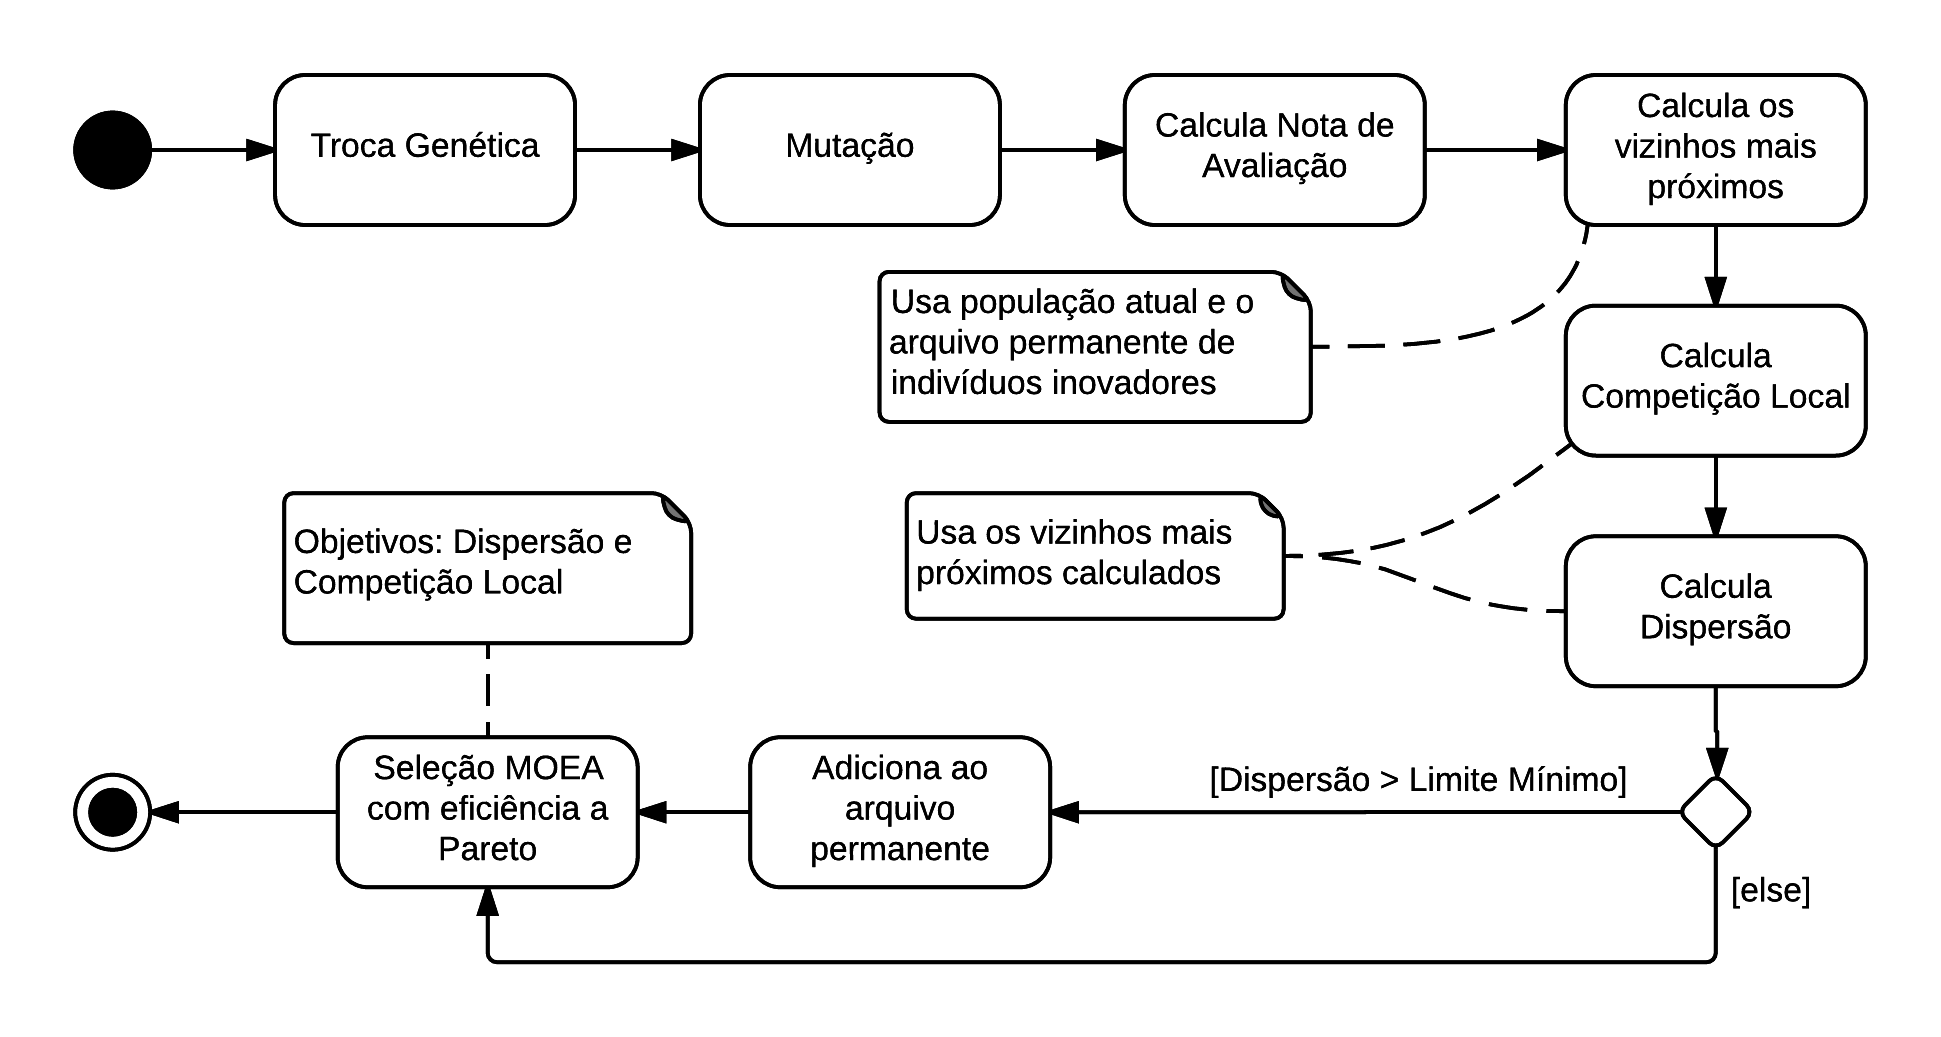 Troca Genética
Mutação
Calcula Nota de
Avaliação
Calcula os
vizinhos mais
próximos
Usa população atual e o
arquivo permanente de
indivíduos inovadores
Calcula
Competição Local
Objetivos: Dispersão e
Competição Local
Usa os vizinhos mais
próximos calculados
Calcula
Dispersão
Seleção MOEA
com eficiência a
Pareto
Adiciona ao
arquivo
permanente
[Dispersão > Limite Mínimo]
[else]